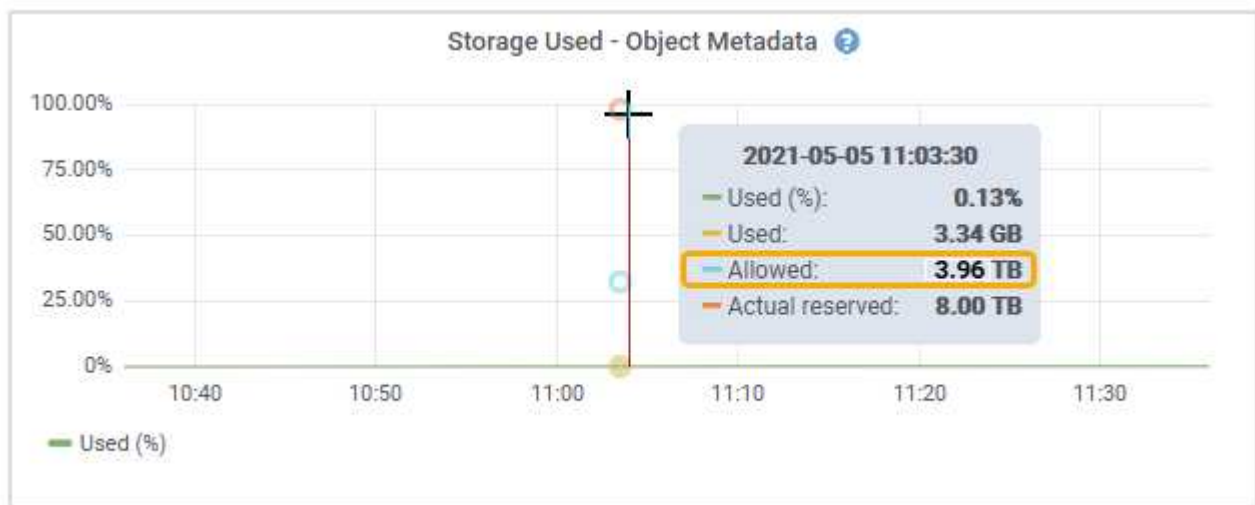 Storage Used - Object Metadata
100.00%
75.00%
50.00%
25.00%
0%
10:40 10:50 11:00 11:10 11:20 11:30
2021-05-05 11:03:30
Used (%): 0.13%
Used: 3.34 GB
Allowed: 3.96 TB
Actual reserved: 8.00 TB
Used (%)